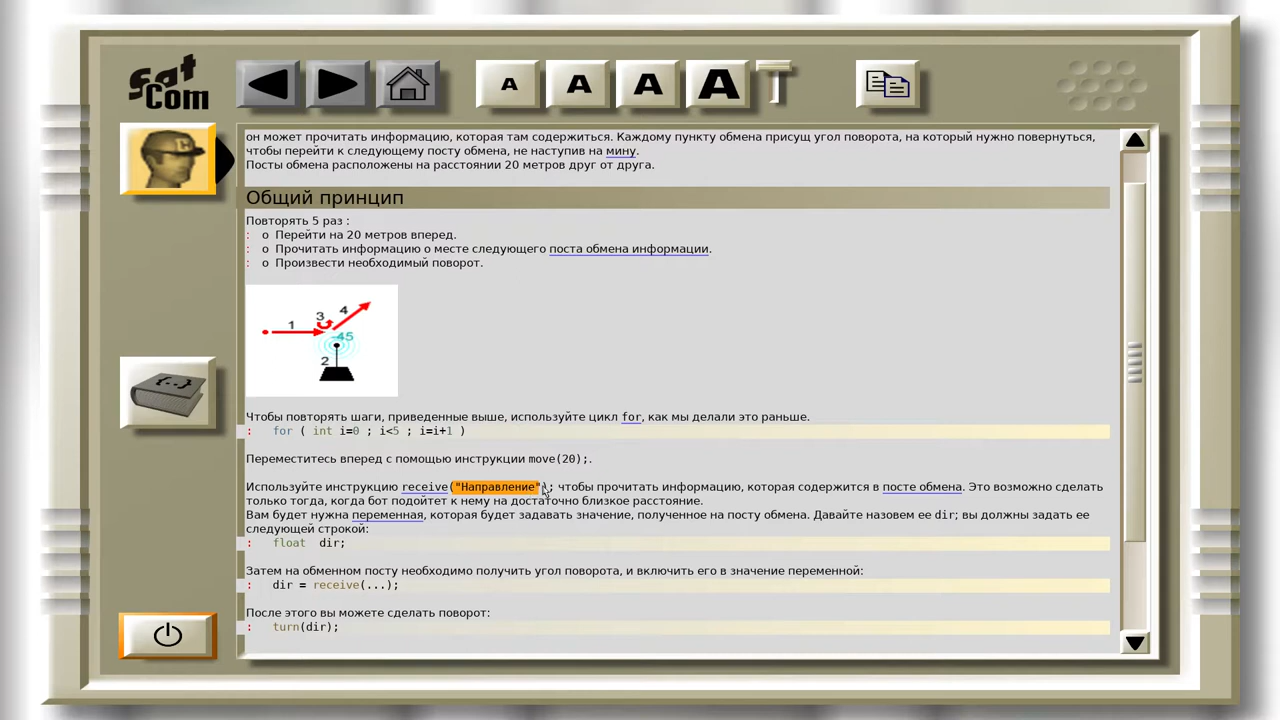 Sat
Com
A A A A T
он может прочитать информацию, которая там содержиться. Каждому пункту обмена присущ угол поворота, на который нужно повернуться,
чтобы перейти к следующему посту обмена, не наступив на мину.
Посты обмена расположены на расстоянии 20 метров друг от друга.
Общий принцип
Повторять 5 раз :
: o Перейти на 20 метров вперед.
: o Прочитать информацию о месте следующего поста обмена информации.
: o Произвести необходимый поворот.
3 4
1
-45
2
Чтобы повторять шаги, приведенные выше, используйте цикл for, как мы делали это раньше.
: for ( int i=0 ; i<5 ; i=i+1 )
Переместитесь вперед с помощью инструкции move(20);.
Используйте инструкцию receive("Направление"); чтобы прочитать информацию, которая содержится в посте обмена. Это возможно сделать
только тогда, когда бот подойтет к нему на достаточно близкое расстояние.
Вам будет нужна переменная, которая будет задавать значение, полученное на посту обмена. Давайте назовем ее dir; вы должны задать ее
следующей строкой:
: float dir;
Затем на обменном посту необходимо получить угол поворота, и включить его в значение переменной:
: dir = receive(...);
После этого вы можете сделать поворот:
: turn(dir);
{..}